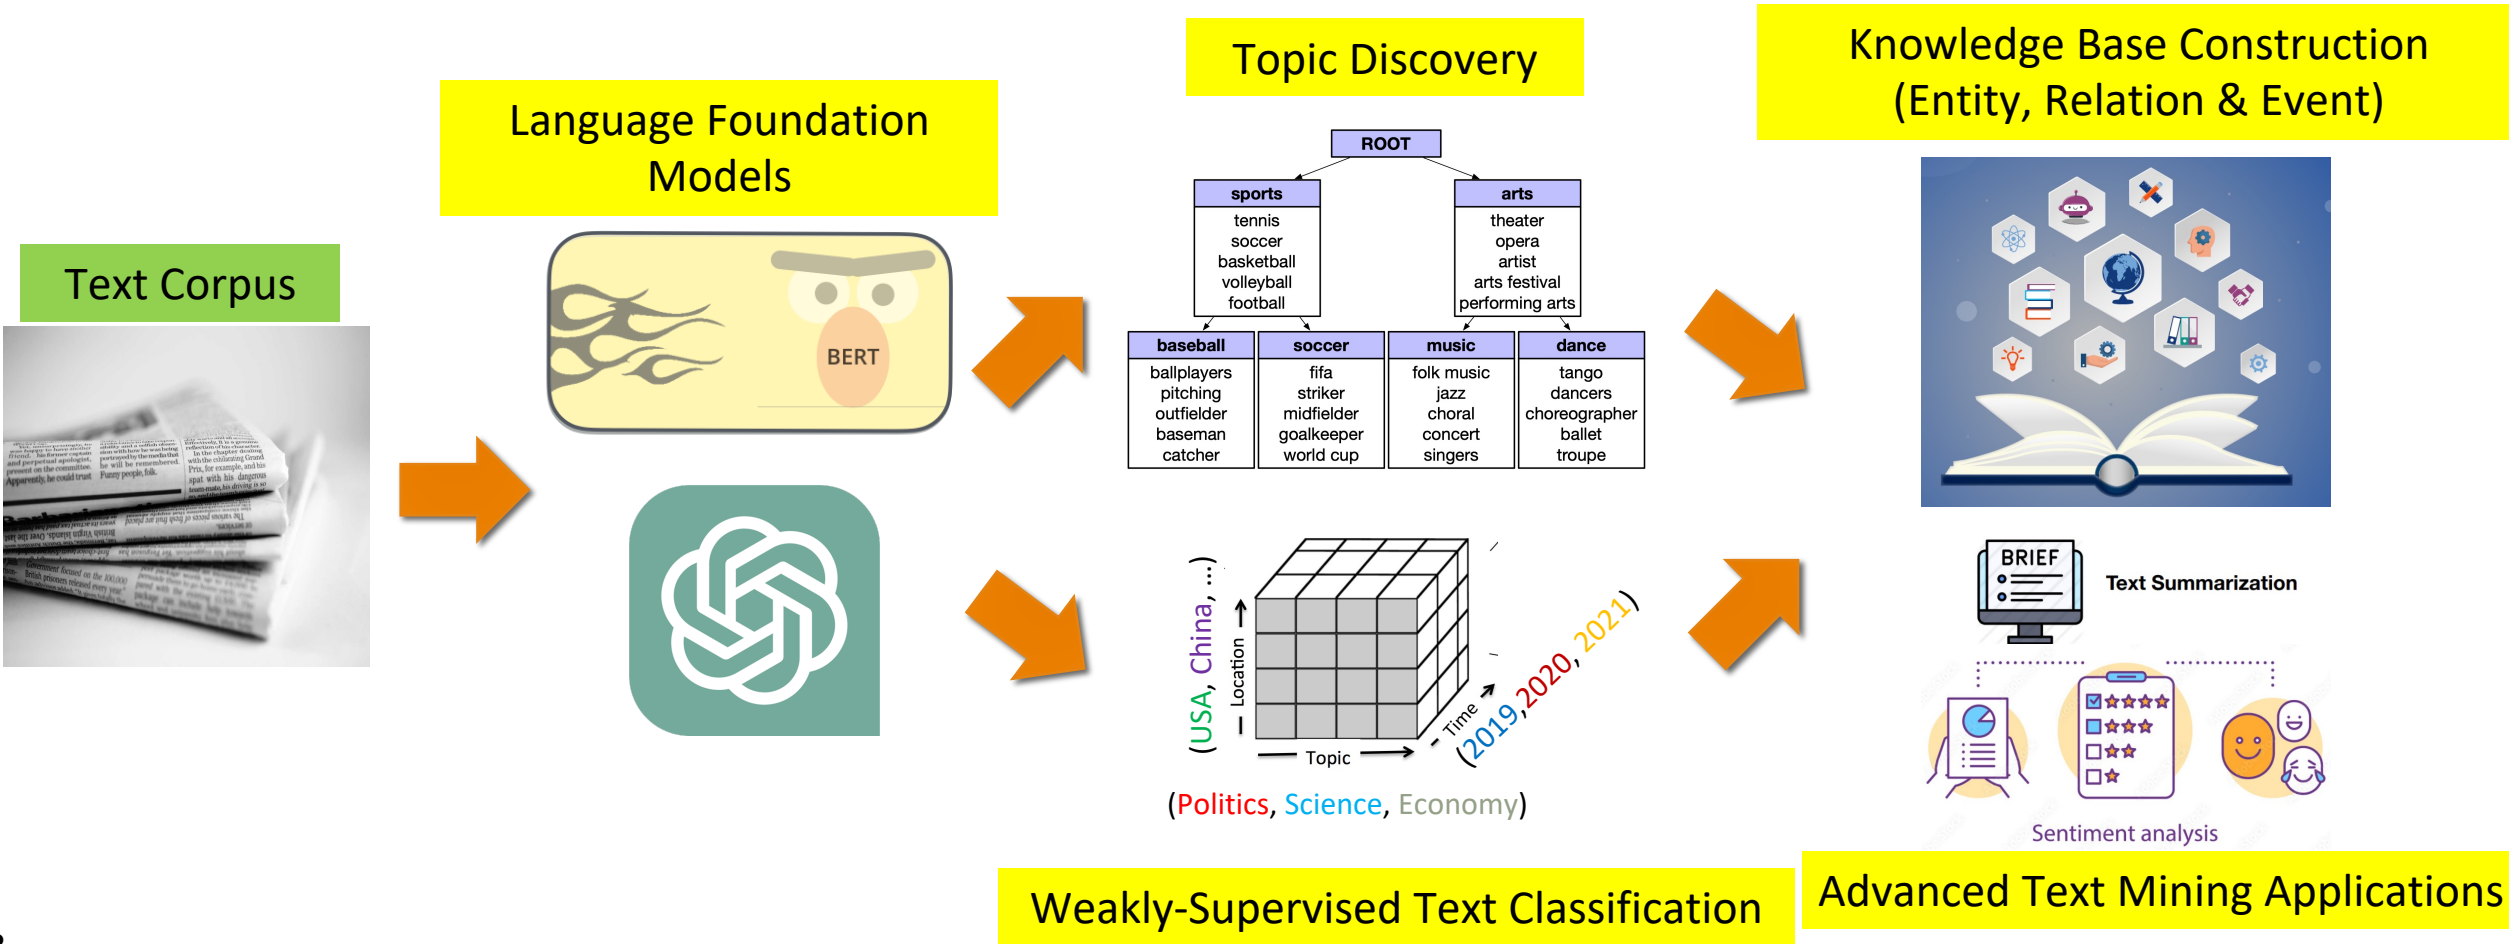 Text Corpus
Language Foundation
Models
BERT
Topic Discovery
ROOT
sports
tennis
soccer
basketball
volleyball
football
arts
theater
opera
artist
arts festival
performing arts
baseball
ballplayers
pitching
outfielder
baseman
catcher
soccer
fifa
striker
midfielder
goalkeeper
world cup
music
folk music
jazz
choral
concert
singers
dance
tango
dancers
choreographer
ballet
troupe
(USA, China, ...)
Location
Topic
Time
(2019,2020, 2021)
(Politics, Science, Economy)
Weakly-Supervised Text Classification
Knowledge Base Construction
(Entity, Relation & Event)
BRIEF
Text Summarization
Sentiment analysis
Advanced Text Mining Applications